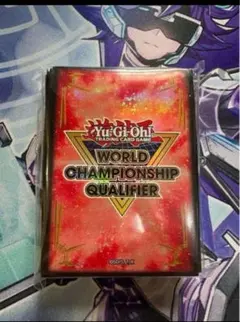 Yu-Gi-Oh!
TRADING CARD GAME
WORLD
CHAMPIONSHIP
QUALIFIER